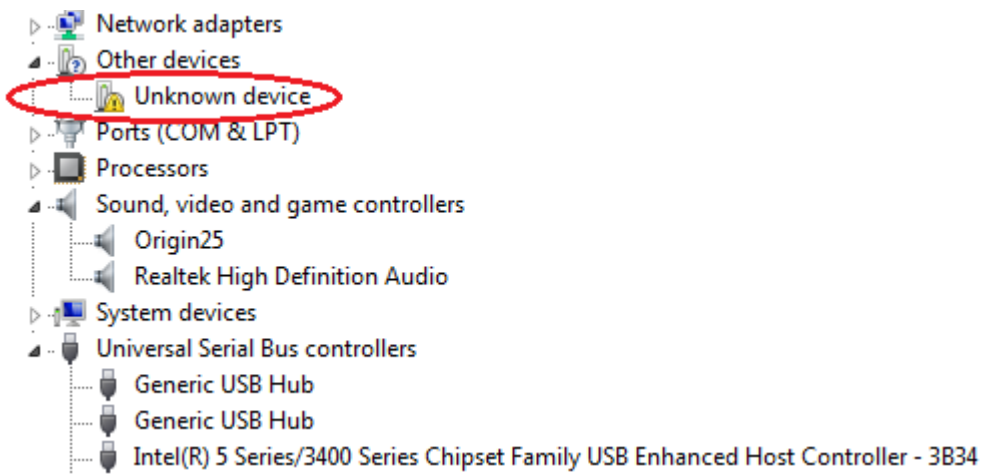 Network adapters
Other devices
Unknown device
Ports (COM & LPT)
Processors
Sound, video and game controllers
Origin25
Realtek High Definition Audio
System devices
Universal Serial Bus controllers
Generic USB Hub
Generic USB Hub
Intel(R) 5 Series/3400 Series Chipset Family USB Enhanced Host Controller - 3B34